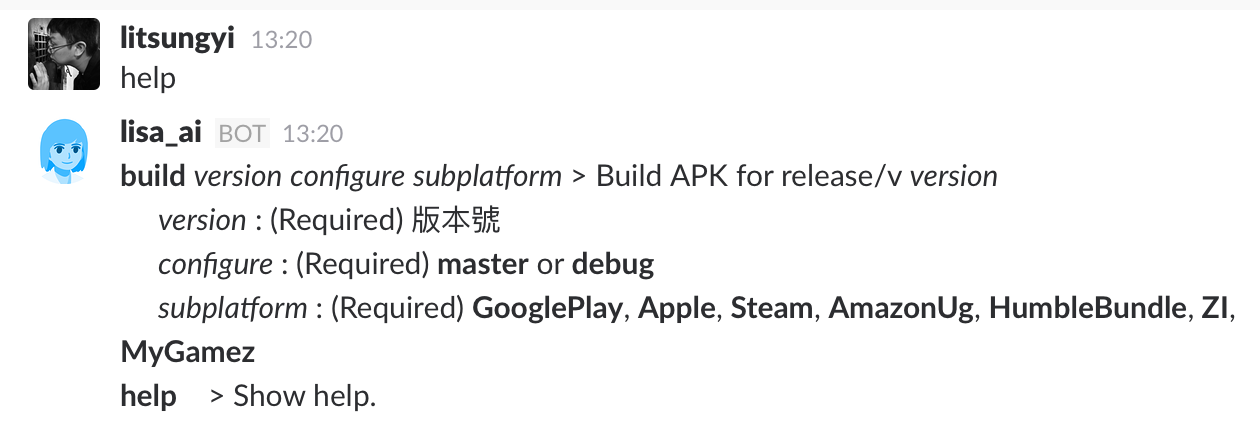 litsungyi 13:20
help
lisa_ai BOT 13:20
build version configure subplatform > Build APK for release/v version
version : (Required) 版本號
configure : (Required) master or debug
subplatform : (Required) GooglePlay, Apple, Steam, AmazonUg, HumbleBundle, ZI,
MyGamez
help > Show help.